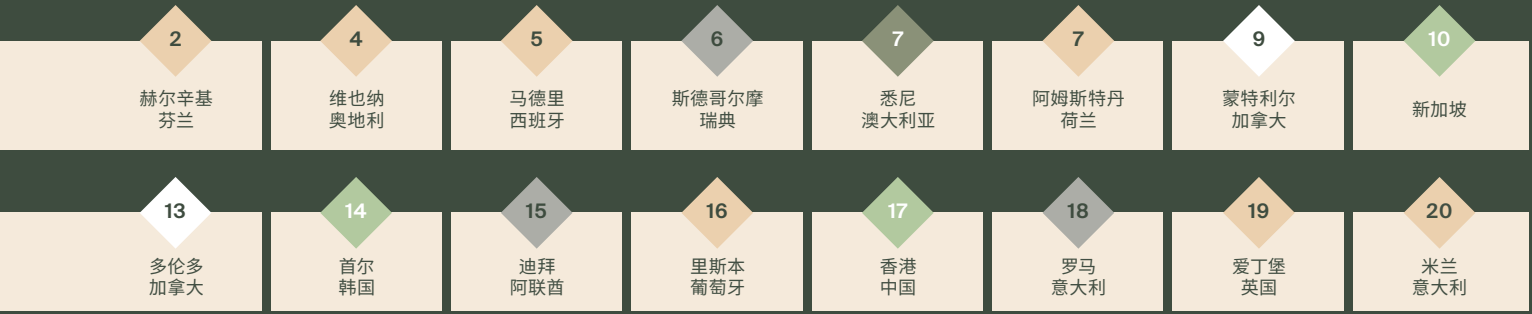 2
赫尔辛基
芬兰
4
维也纳
奥地利
5
马德里
西班牙
6
斯德哥尔摩
瑞典
7
悉尼
澳大利亚
7
阿姆斯特丹
荷兰
9
蒙特利尔
加拿大
10
新加坡
13
多伦多
加拿大
14
首尔
韩国
15
迪拜
阿联酋
16
里斯本
葡萄牙
17
香港
中国
18
罗马
意大利
19
爱丁堡
英国
20
米兰
意大利